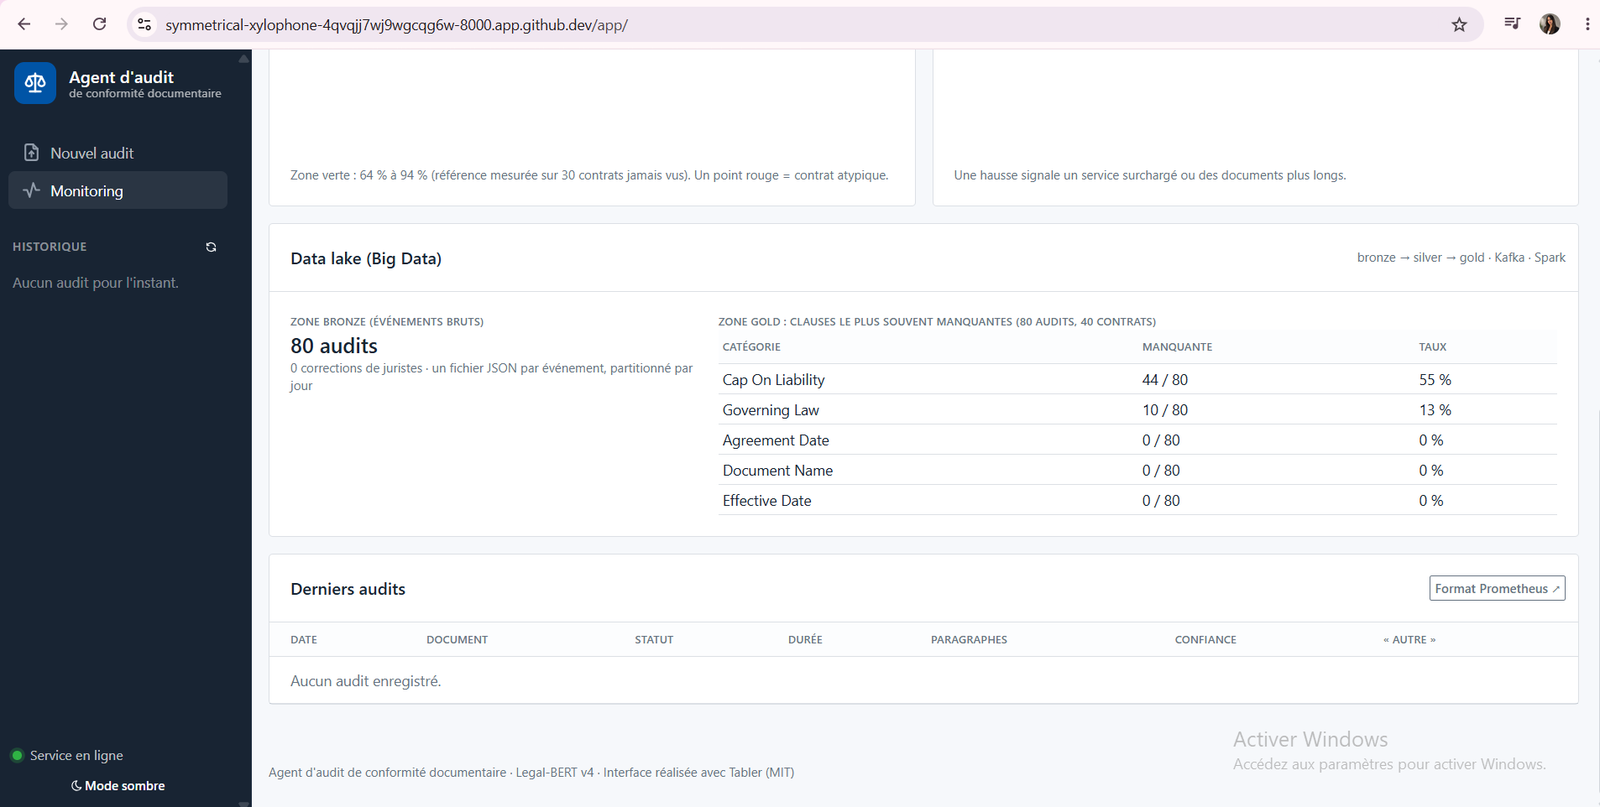 symmetrical-xylophone-4qvqjj7wj9wgcqg6w-8000.app.github.dev/app/
Agent d'audit
de conformité documentaire
Nouvel audit
Monitoring
HISTORIQUE
Aucun audit pour l'instant.
Service en ligne
Mode sombre
Zone verte : 64 % à 94 % (référence mesurée sur 30 contrats jamais vus). Un point rouge = contrat atypique.
Une hausse signale un service surchargé ou des documents plus longs.
Data lake (Big Data)
bronze → silver → gold · Kafka · Spark
ZONE BRONZE (ÉVÉNEMENTS BRUTS)
80 audits
0 corrections de juristes · un fichier JSON par événement, partitionné par
jour
ZONE GOLD : CLAUSES LE PLUS SOUVENT MANQUANTES (80 AUDITS, 40 CONTRATS)
CATÉGORIE MANQUANTE TAUX
Cap On Liability 44 / 80 55 %
Governing Law 10 / 80 13 %
Agreement Date 0 / 80 0 %
Document Name 0 / 80 0 %
Effective Date 0 / 80 0 %
Derniers audits
Format Prometheus ↗
DATE DOCUMENT STATUT DURÉE PARAGRAPHES CONFIANCE « AUTRE »
Aucun audit enregistré.
Agent d'audit de conformité documentaire · Legal-BERT v4 · Interface réalisée avec Tabler (MIT)
Activer Windows
Accédez aux paramètres pour activer Windows.